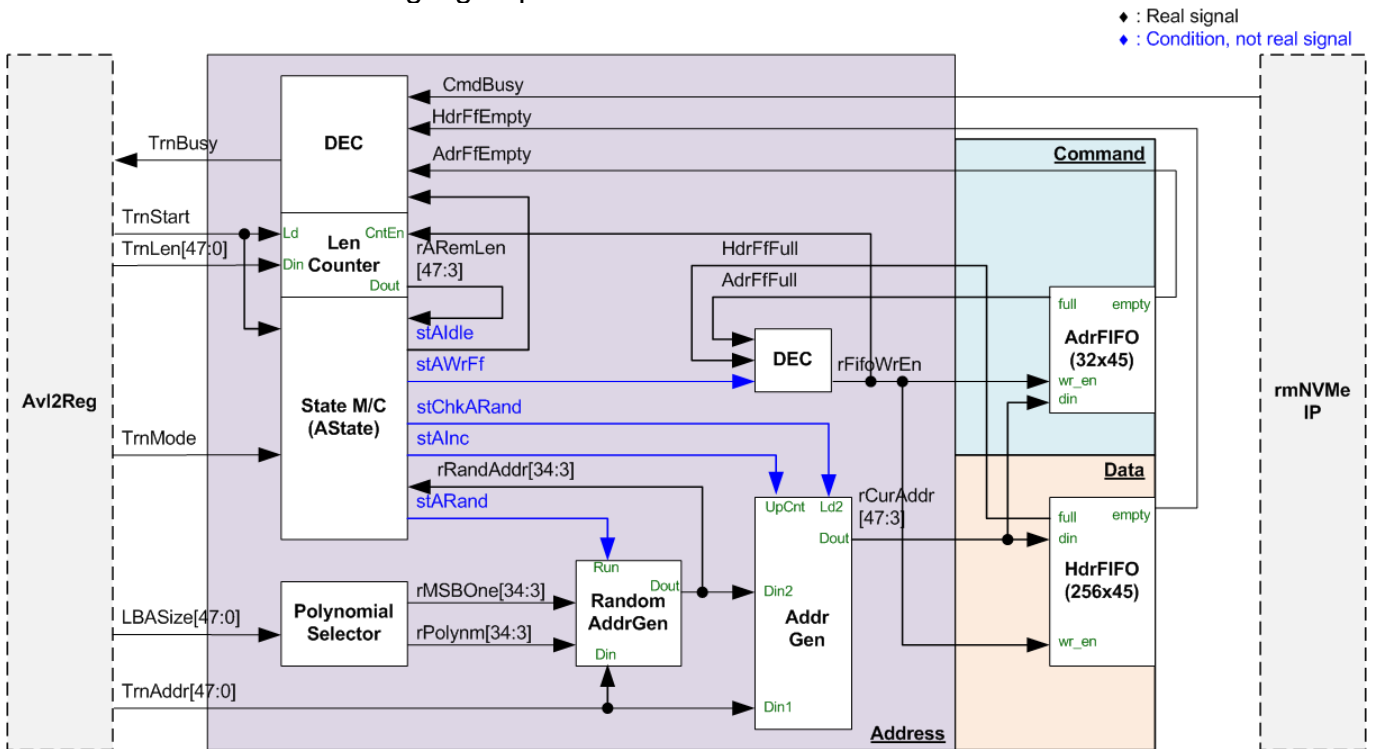 ♦ : Real signal
♦ : Condition, not real signal
CmdBusy
HdrFfEmpty
AdrFfEmpty
TrnBusy
DEC
Command
TrnStart
TrnLen[47:0]
Ld
CntEn
Len
Counter
Din
Dout
rARemLen
[47:3]
HdrFfFull
AdrFfFull
full
empty
AdrFIFO
(32x45)
wr_en
din
stAIdle
stAWrFf
DEC
rFifoWrEn
Avl2Reg
State M/C
(AState)
stChkARand
stAInc
rmNVMe
IP
TrnMode
rRandAddr[34:3]
stARand
Data
UpCnt
Ld2
rCurAddr
[47:3]
Dout
full
empty
din
HdrFIFO
(256x45)
wr_en
Run
Dout
Random
AddrGen
Din
Din2
Addr
Gen
Din1
LBASize[47:0]
Polynomial
Selector
rMSBOne[34:3]
rPolynm[34:3]
TrnAddr[47:0]
Address